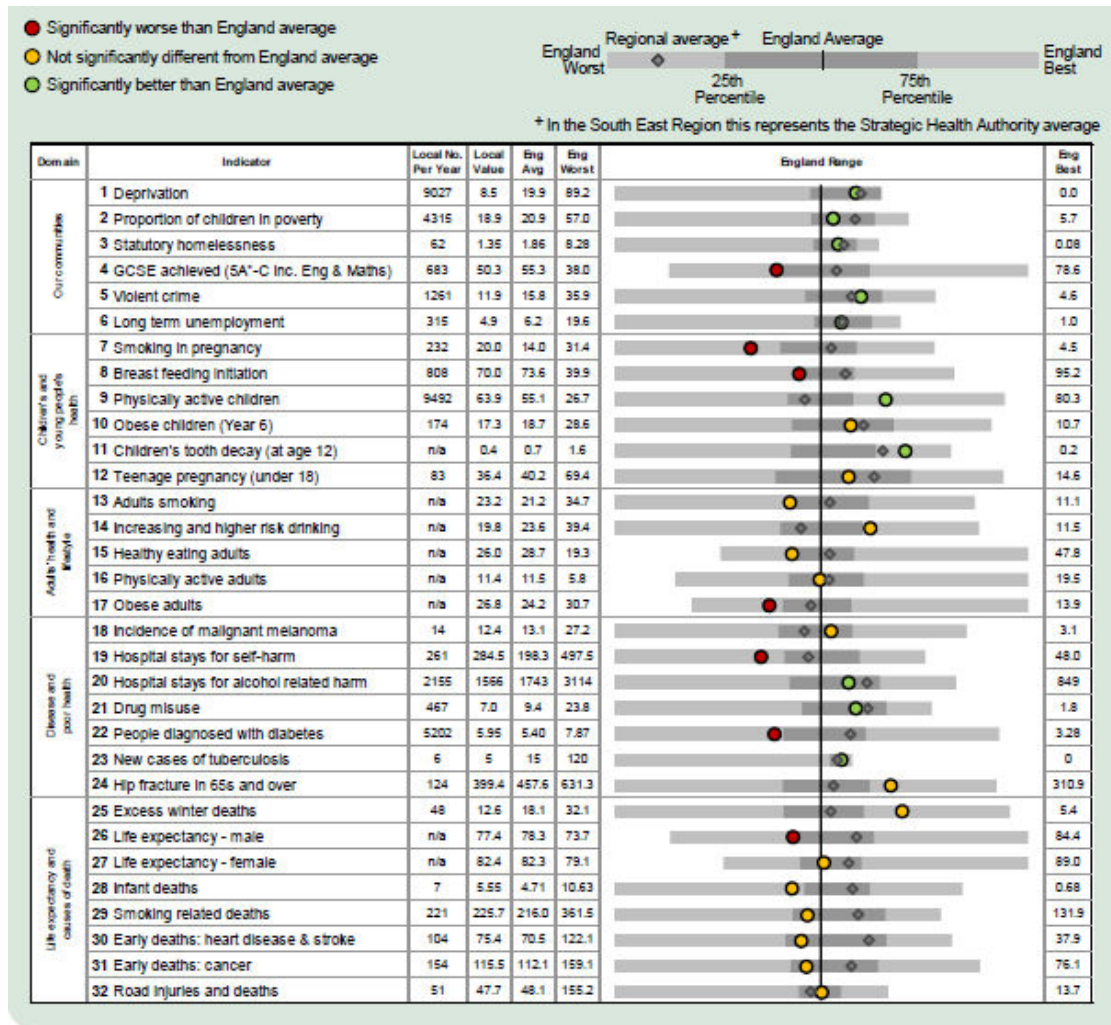 Significantly worse than England average
Not significantly different from England average
Significantly better than England average
Regional average+ England Average
England Worst
England Best
25th Percentile
75th Percentile
+ In the South East Region this represents the Strategic Health Authority average
Domain Indicator Local No. Per Year Local Value Eng Avg Eng Worst England Range Eng Best
Our communities
1 Deprivation 9027 8.5 19.9 89.2 0.0
2 Proportion of children in poverty 4315 18.9 20.9 57.0 5.7
3 Statutory homelessness 62 1.35 1.86 8.28 0.08
4 GCSE achieved (5A*-C inc. Eng & Maths) 683 50.3 55.3 38.0 78.6
5 Violent crime 1261 11.9 15.8 35.9 4.6
6 Long term unemployment 315 4.9 6.2 19.6 1.0
Children's and young people's health
7 Smoking in pregnancy 232 20.0 14.0 31.4 4.5
8 Breast feeding initiation 808 70.0 73.6 39.9 95.2
9 Physically active children 9492 63.9 55.1 26.7 80.3
10 Obese children (Year 6) 174 17.3 18.7 28.6 10.7
11 Children's tooth decay (at age 12) n/a 0.4 0.7 1.6 0.2
12 Teenage pregnancy (under 18) 83 36.4 40.2 69.4 14.6
Adults' health and lifestyle
13 Adults smoking n/a 23.2 21.2 34.7 11.1
14 Increasing and higher risk drinking n/a 19.8 23.6 39.4 11.5
15 Healthy eating adults n/a 26.0 28.7 19.3 47.8
16 Physically active adults n/a 11.4 11.5 5.8 19.5
17 Obese adults n/a 26.8 24.2 30.7 13.9
Disease and poor health
18 Incidence of malignant melanoma 14 12.4 13.1 27.2 3.1
19 Hospital stays for self-harm 261 284.5 198.3 497.5 48.0
20 Hospital stays for alcohol related harm 2155 1566 1743 3114 849
21 Drug misuse 467 7.0 9.4 23.8 1.8
22 People diagnosed with diabetes 5202 5.95 5.40 7.87 3.28
23 New cases of tuberculosis 6 5 15 120 0
24 Hip fracture in 65s and over 124 399.4 457.6 631.3 310.9
Life expectancy and causes of death
25 Excess winter deaths 48 12.6 18.1 32.1 5.4
26 Life expectancy - male n/a 77.4 78.3 73.7 84.4
27 Life expectancy - female n/a 82.4 82.3 79.1 89.0
28 Infant deaths 7 5.55 4.71 10.63 0.68
29 Smoking related deaths 221 225.7 216.0 361.5 131.9
30 Early deaths: heart disease & stroke 104 75.4 70.5 122.1 37.9
31 Early deaths: cancer 154 115.5 112.1 159.1 76.1
32 Road injuries and deaths 51 47.7 48.1 155.2 13.7